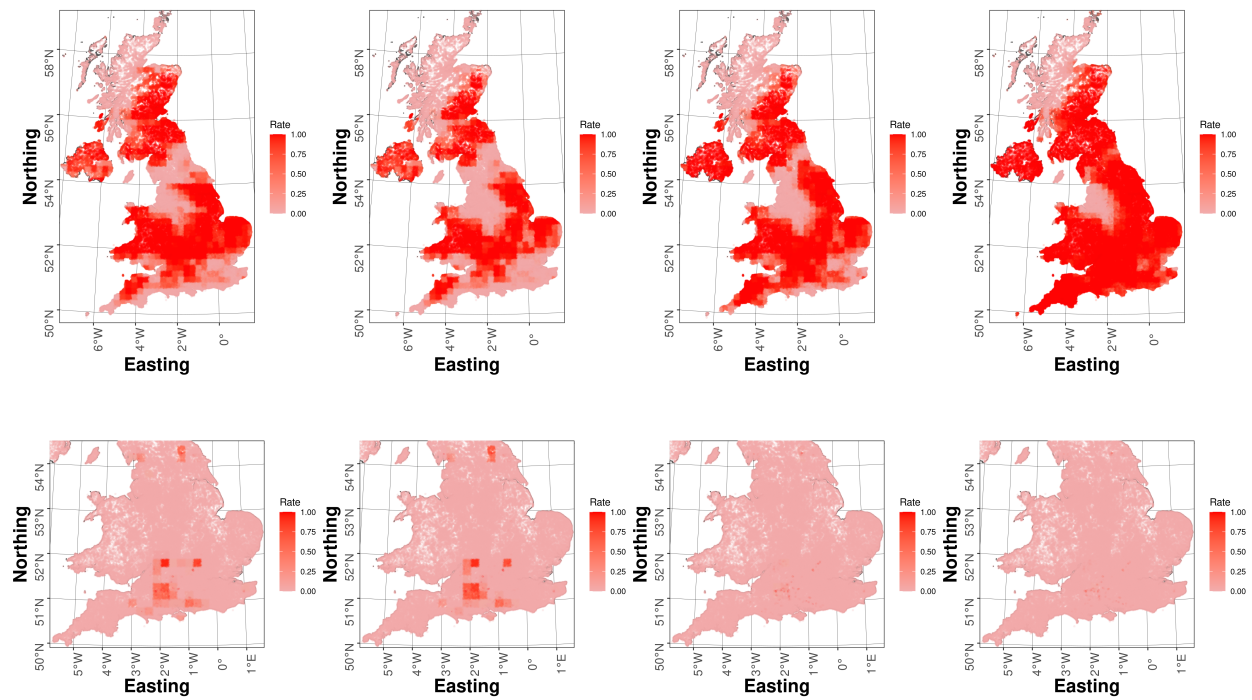 Northing
58°N
56°N
54°N
52°N
50°N
6°W
4°W
2°W
0°
Easting
Rate
1.00
0.75
0.50
0.25
0.00
Northing
58°N
56°N
54°N
52°N
50°N
6°W
4°W
2°W
0°
Easting
Rate
1.00
0.75
0.50
0.25
0.00
Northing
58°N
56°N
54°N
52°N
50°N
6°W
4°W
2°W
0°
Easting
Rate
1.00
0.75
0.50
0.25
0.00
Northing
58°N
56°N
54°N
52°N
50°N
6°W
4°W
2°W
0°
Easting
Rate
1.00
0.75
0.50
0.25
0.00
Northing
54°N
53°N
52°N
51°N
50°N
5°W
4°W
3°W
2°W
1°W
0°
1°E
Easting
Rate
1.00
0.75
0.50
0.25
0.00
Northing
54°N
53°N
52°N
51°N
50°N
5°W
4°W
3°W
2°W
1°W
0°
1°E
Easting
Rate
1.00
0.75
0.50
0.25
0.00
Northing
54°N
53°N
52°N
51°N
50°N
5°W
4°W
3°W
2°W
1°W
0°
1°E
Easting
Rate
1.00
0.75
0.50
0.25
0.00
Northing
54°N
53°N
52°N
51°N
50°N
5°W
4°W
3°W
2°W
1°W
0°
1°E
Easting
Rate
1.00
0.75
0.50
0.25
0.00